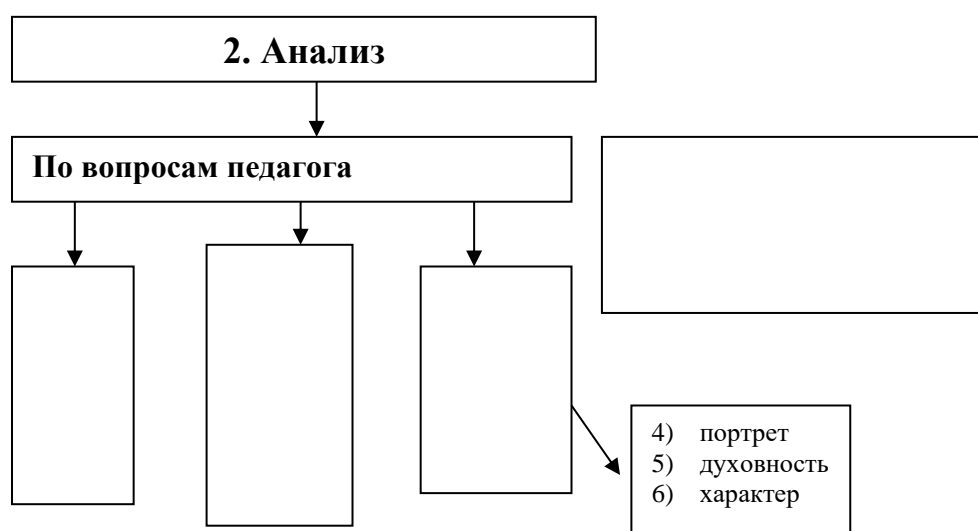 2. Анализ
По вопросам педагога
4) портрет
5) духовность
6) характер